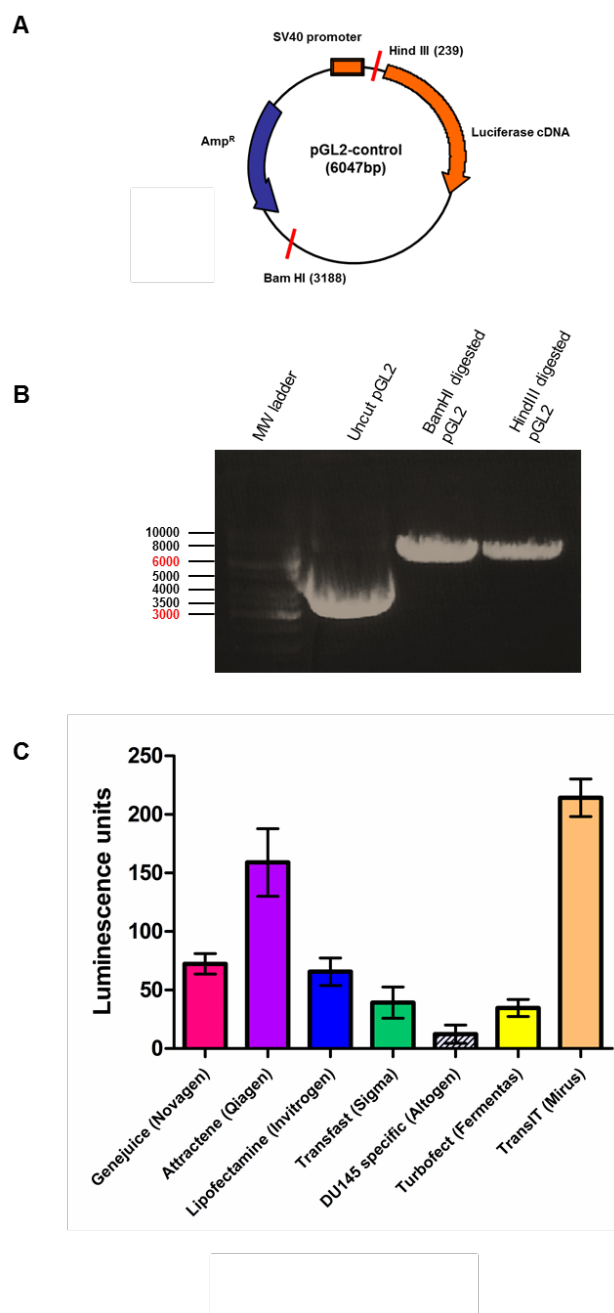 A
SV40 promoter
Hind III (239)
Amp^R
pGL2-control
(6047bp)
Luciferase cDNA
Bam HI (3188)
B
MW ladder
Uncut pGL2
BamHI digested
pGL2
HindIII digested
pGL2
10000
8000
6000
5000
4000
3500
3000
C
Luminescence units
250
200
150
100
50
0
Genejuice (Novagen)
Attractene (Qiagen)
Lipofectamine (Invitrogen)
Transfast (Sigma)
DU145 specific (Altogen)
Turbofect (Fermentas)
TransIT (Mirus)